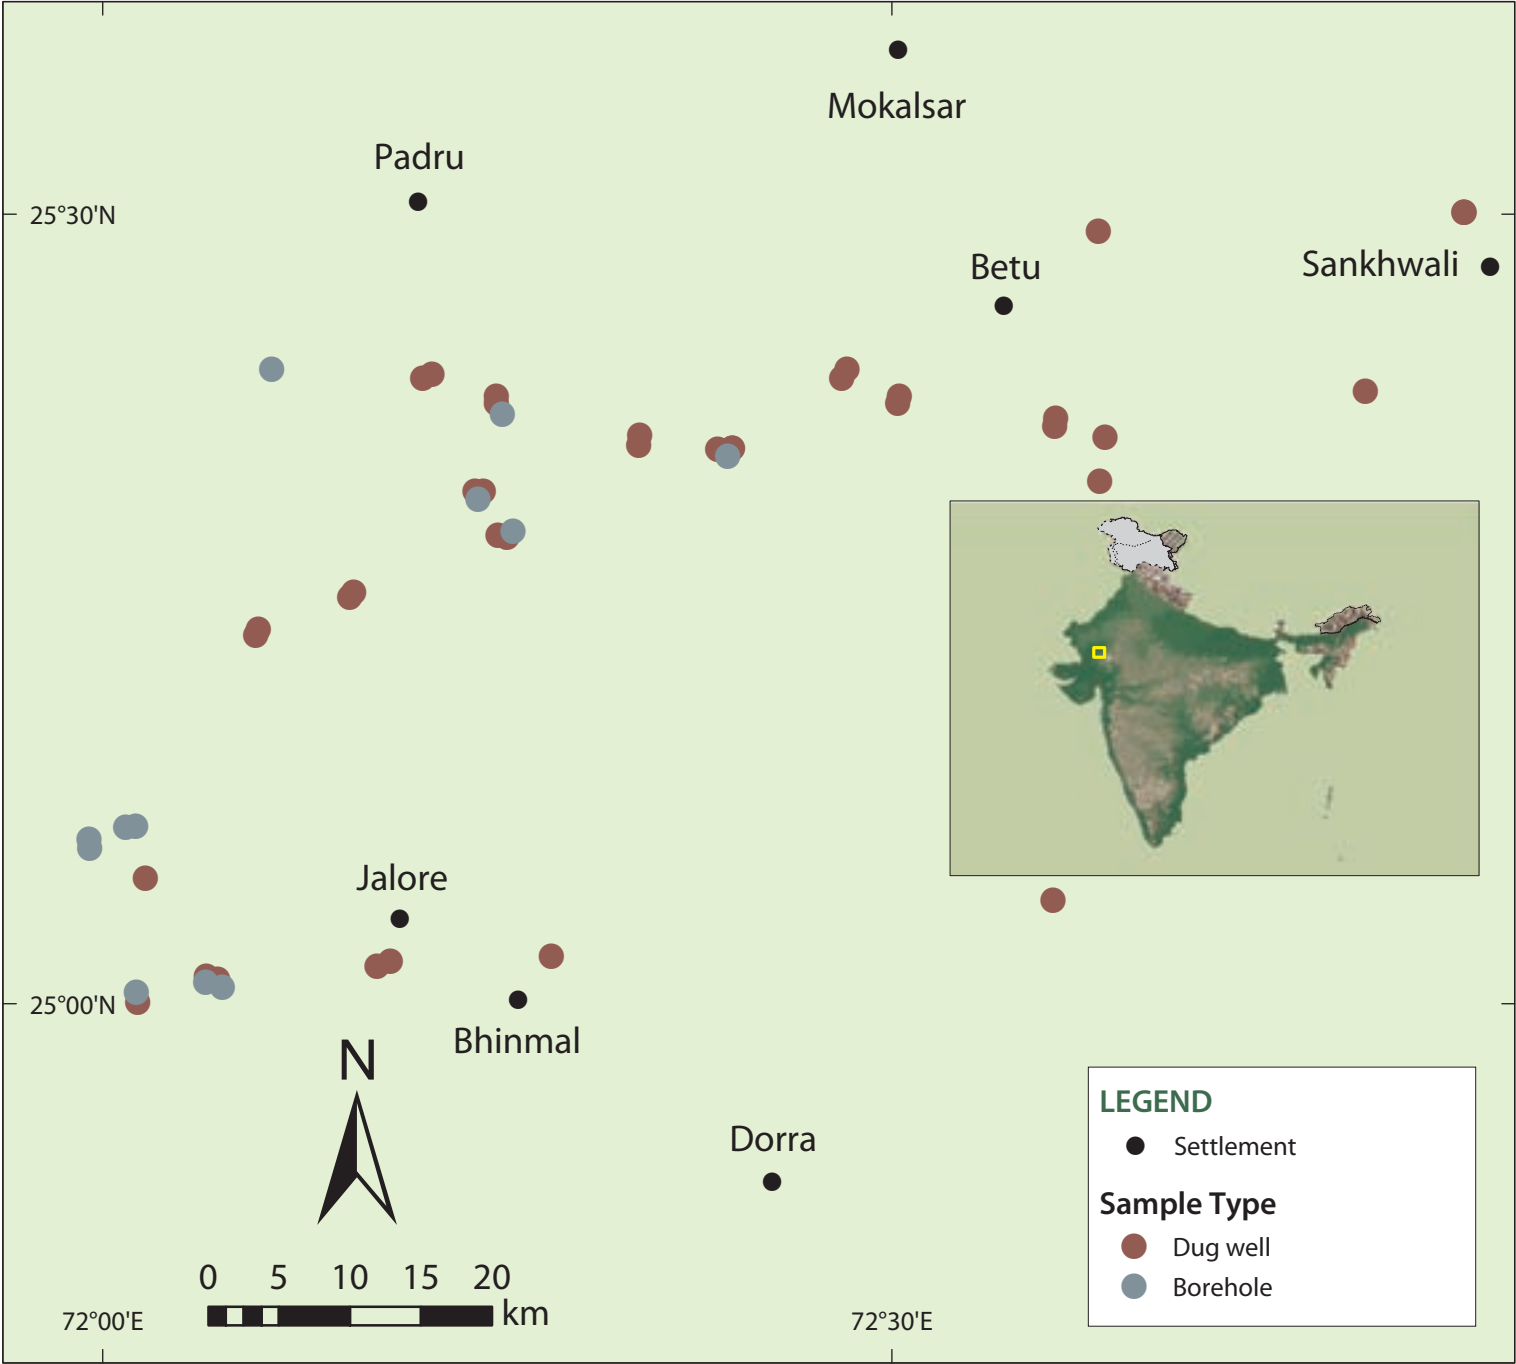 Mokalsar
Padru
25°30'N
Betu
Sankhwali
Jalore
25°00'N
Bhinmal
N
Dorra
0 5 10 15 20
km
72°00'E
72°30'E
LEGEND
Settlement
Sample Type
Dug well
Borehole